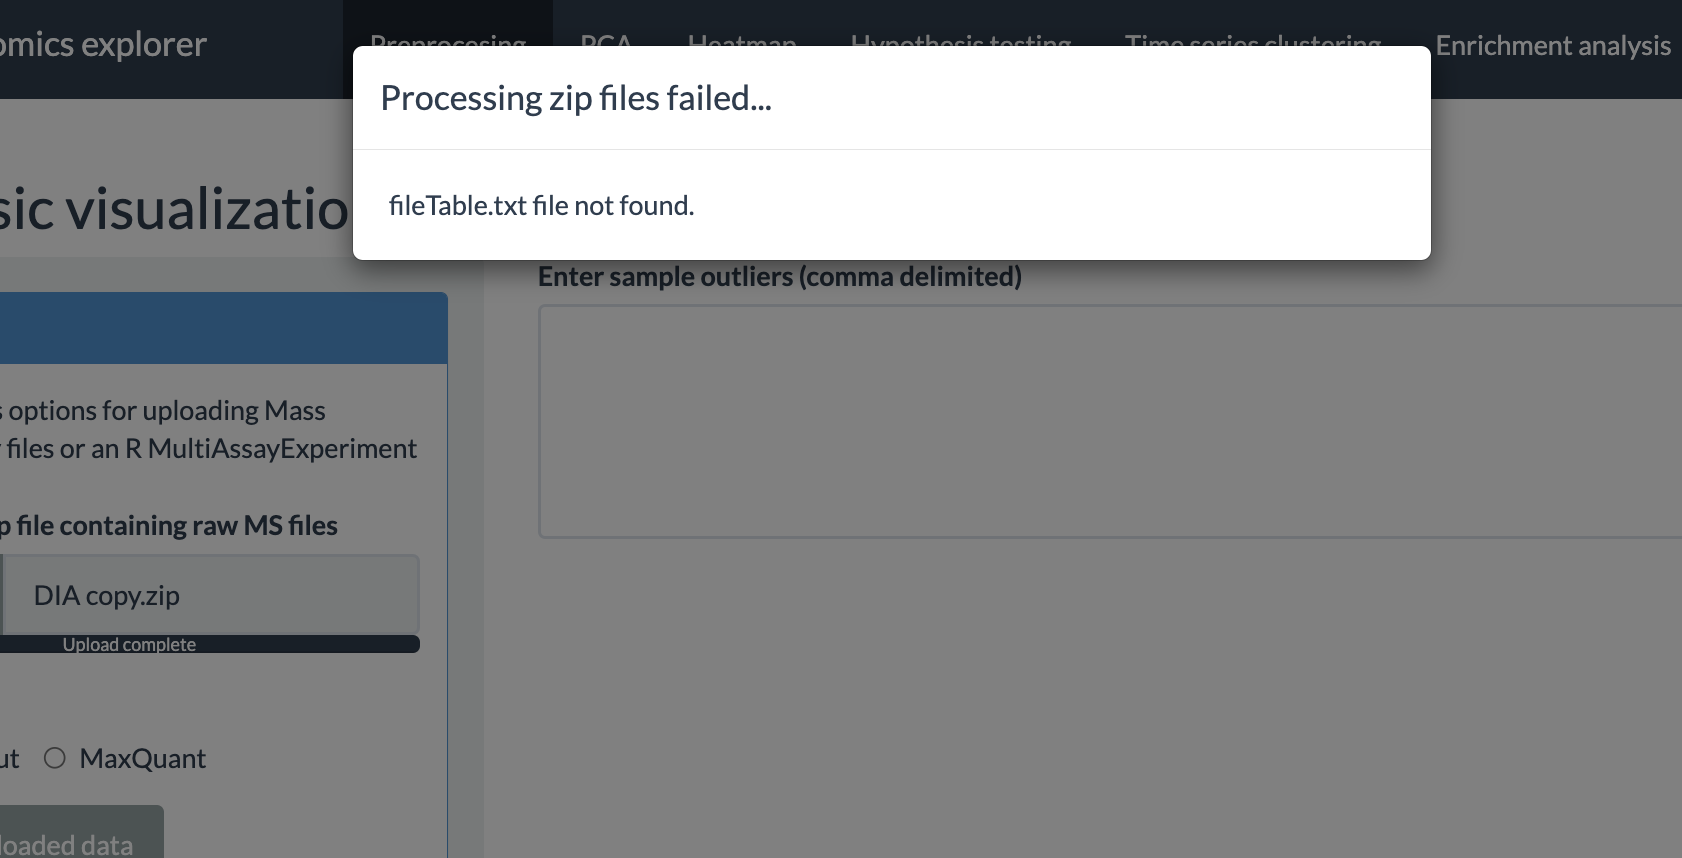 omics explorer
Preprocesing PCA Heatmap Hypothesis testing Time series clustering Enrichment analysis
Processing zip files failed...
fileTable.txt file not found.
sic visualizatio
Enter sample outliers (comma delimited)
s options for uploading Mass
files or an R MultiAssayExperiment
p file containing raw MS files
DIA copy.zip
Upload complete
ut MaxQuant
loaded data